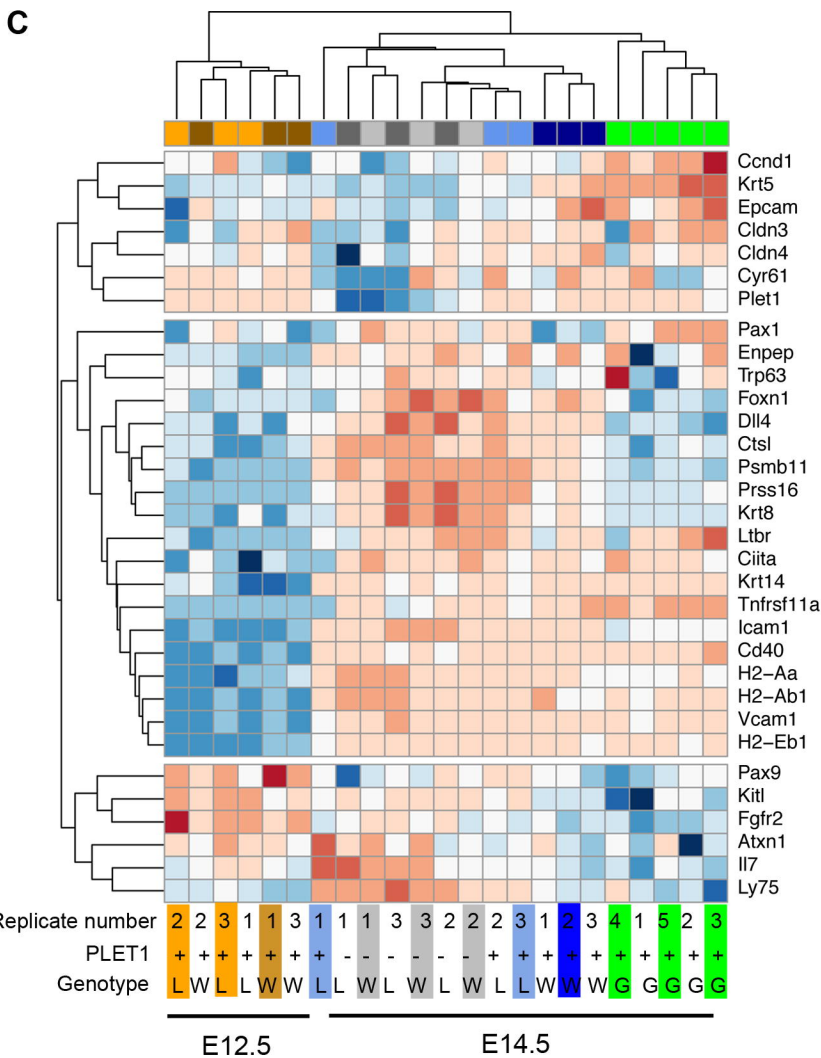 C
Ccnd1
Krt5
Epcam
Cldn3
Cldn4
Cyr61
Plet1
Pax1
Enpep
Trp63
Foxn1
Dll4
Ctsl
Psmb11
Prss16
Krt8
Ltbr
Ciita
Krt14
Tnfrsf11a
Icam1
Cd40
H2−Aa
H2−Ab1
Vcam1
H2−Eb1
Pax9
Kitl
Fgfr2
Atxn1
Il7
Ly75
Replicate number 2 2 3 1 1 3 1 1 1 3 3 2 2 2 3 1 2 3 4 1 5 2 3
PLET1 + + + + + + + - - - - - - + + + + + + + + + +
Genotype L W L L W W L L W L W L W L L W W W G G G G G
E12.5 E14.5